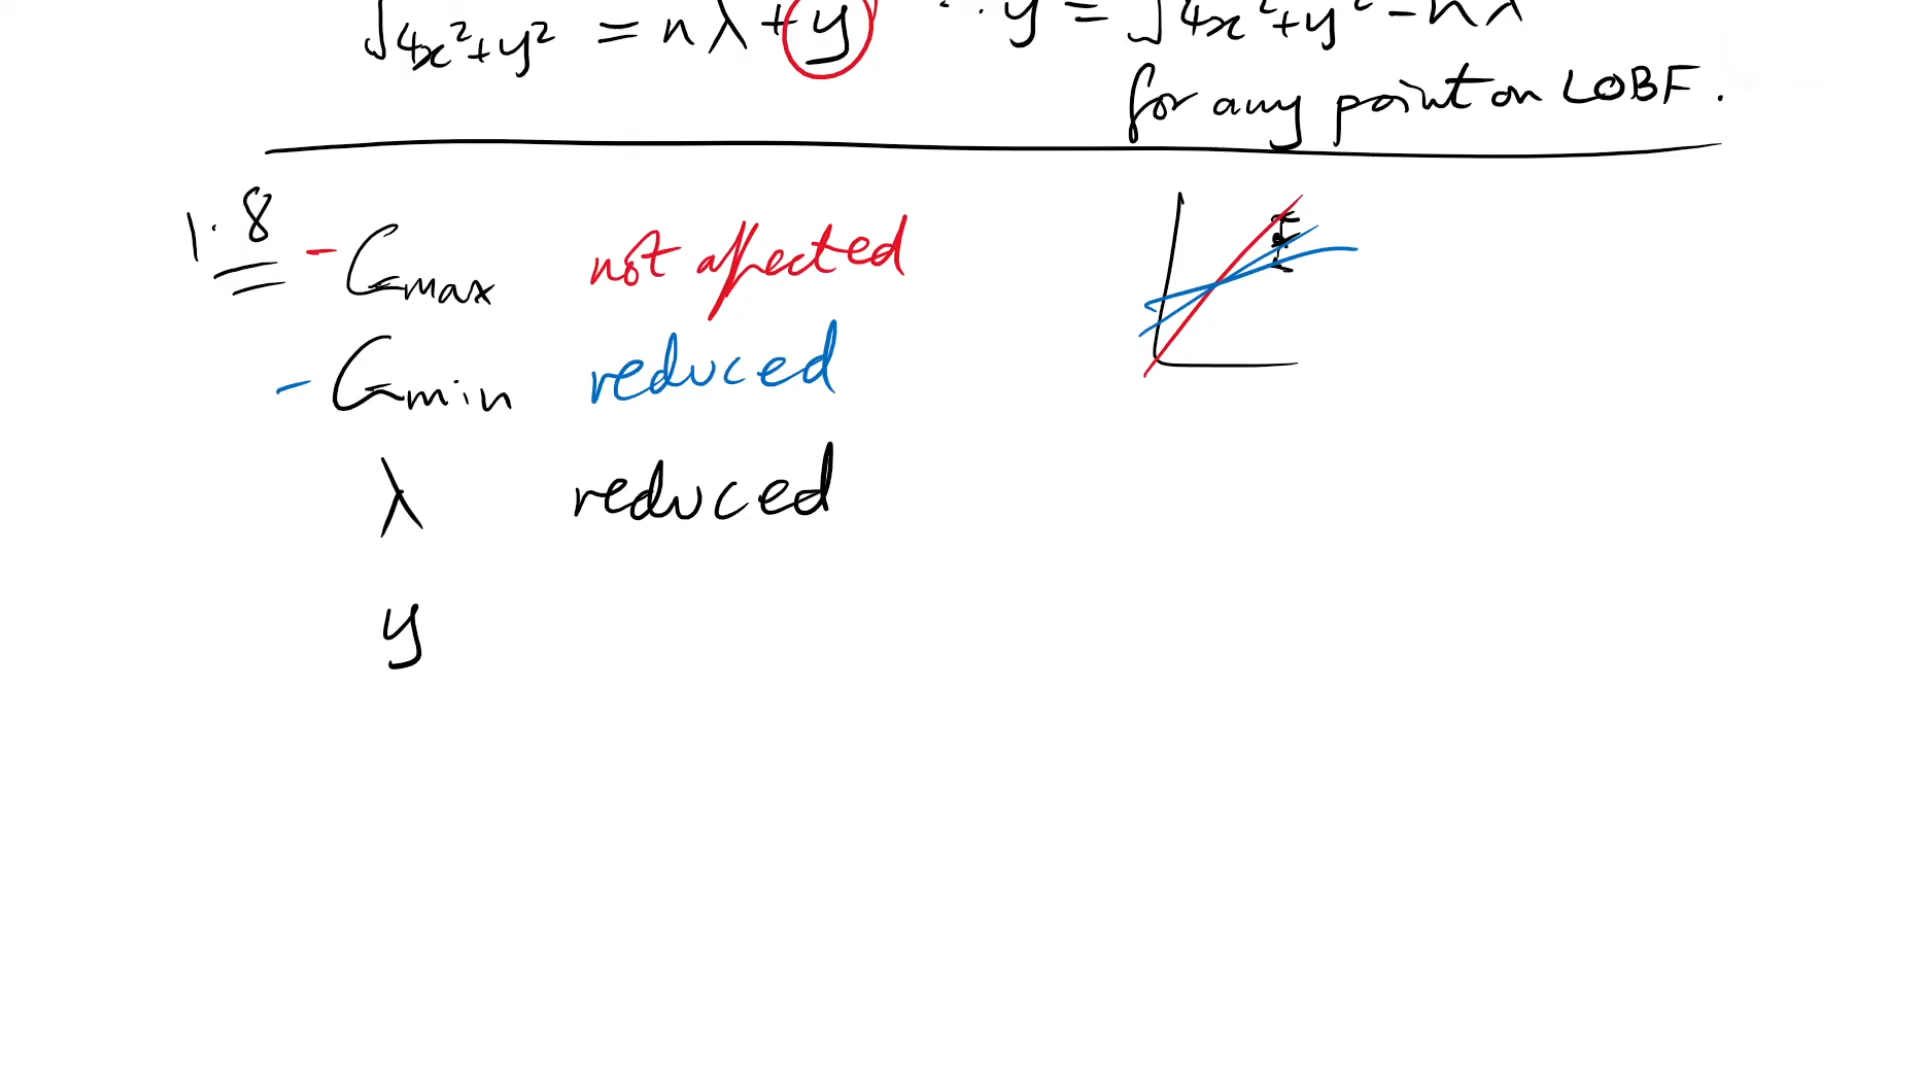 √4x²+y² = nλ+y ∴ y = √4x²+y² - nλ
for any point on LOBF.
1.8
- Gmax not affected
- Gmin reduced
λ reduced
y